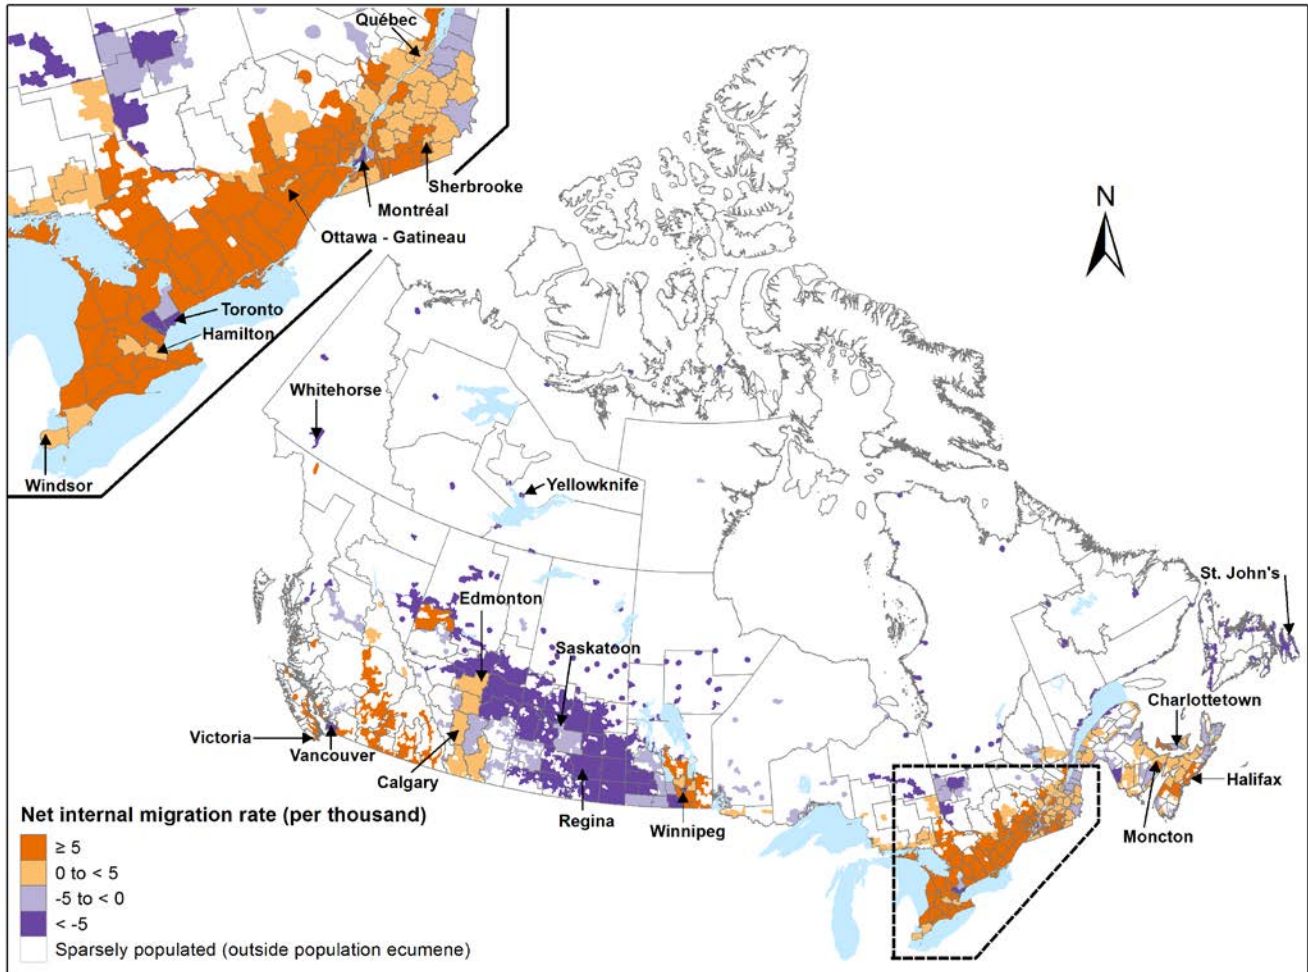 Québec
Sherbrooke
Montréal
Ottawa - Gatineau
Toronto
Hamilton
Windsor
N
Whitehorse
Yellowknife
St. John's
Edmonton
Saskatoon
Charlottetown
Victoria
Vancouver
Calgary
Halifax
Regina
Winnipeg
Moncton
Net internal migration rate (per thousand)
≥ 5
0 to < 5
-5 to < 0
< -5
Sparsely populated (outside population ecumene)